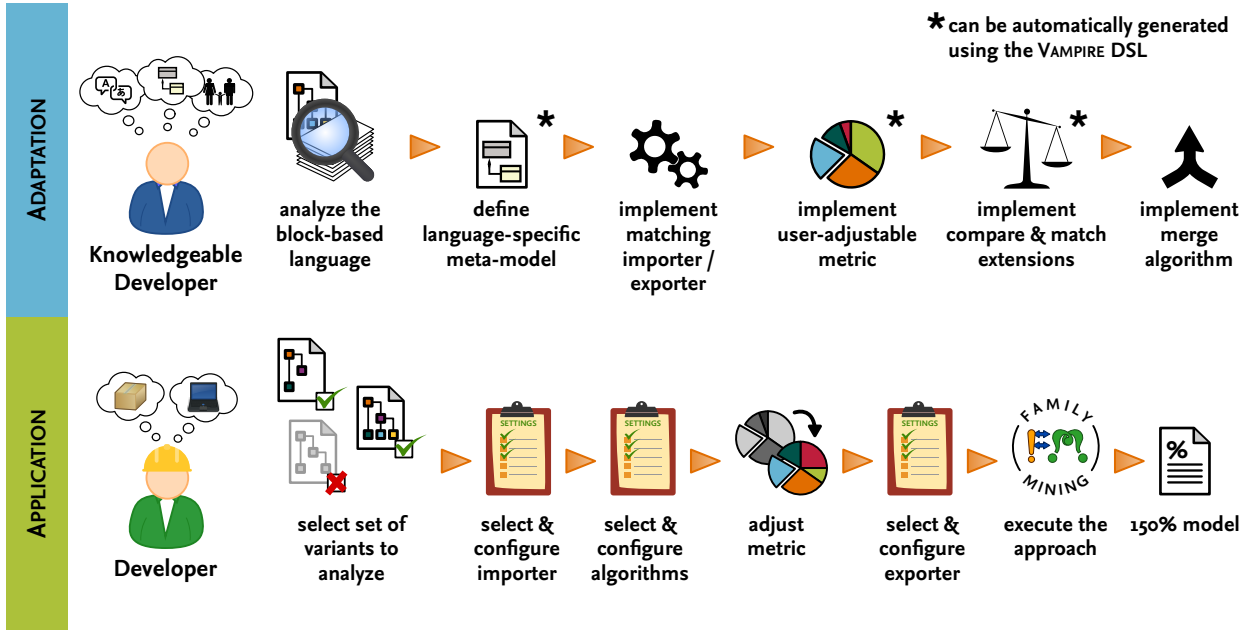 ADAPTATION
* can be automatically generated
using the VAMPIRE DSL
A
あ
Knowledgeable
Developer
analyze the
block-based
language
*
define
language-specific
meta-model
implement
matching
importer /
exporter
*
implement
user-adjustable
metric
*
implement
compare & match
extensions
implement
merge
algorithm
APPLICATION
Developer
select set of
variants to
analyze
SETTINGS
select &
configure
importer
SETTINGS
select &
configure
algorithms
adjust
metric
SETTINGS
select &
configure
exporter
FAMILY
MINING
execute the
approach
%
150% model